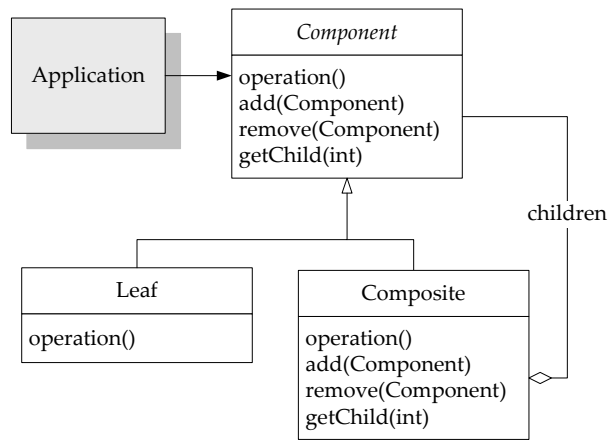 Application
Component
operation()
add(Component)
remove(Component)
getChild(int)
children
Leaf
operation()
Composite
operation()
add(Component)
remove(Component)
getChild(int)